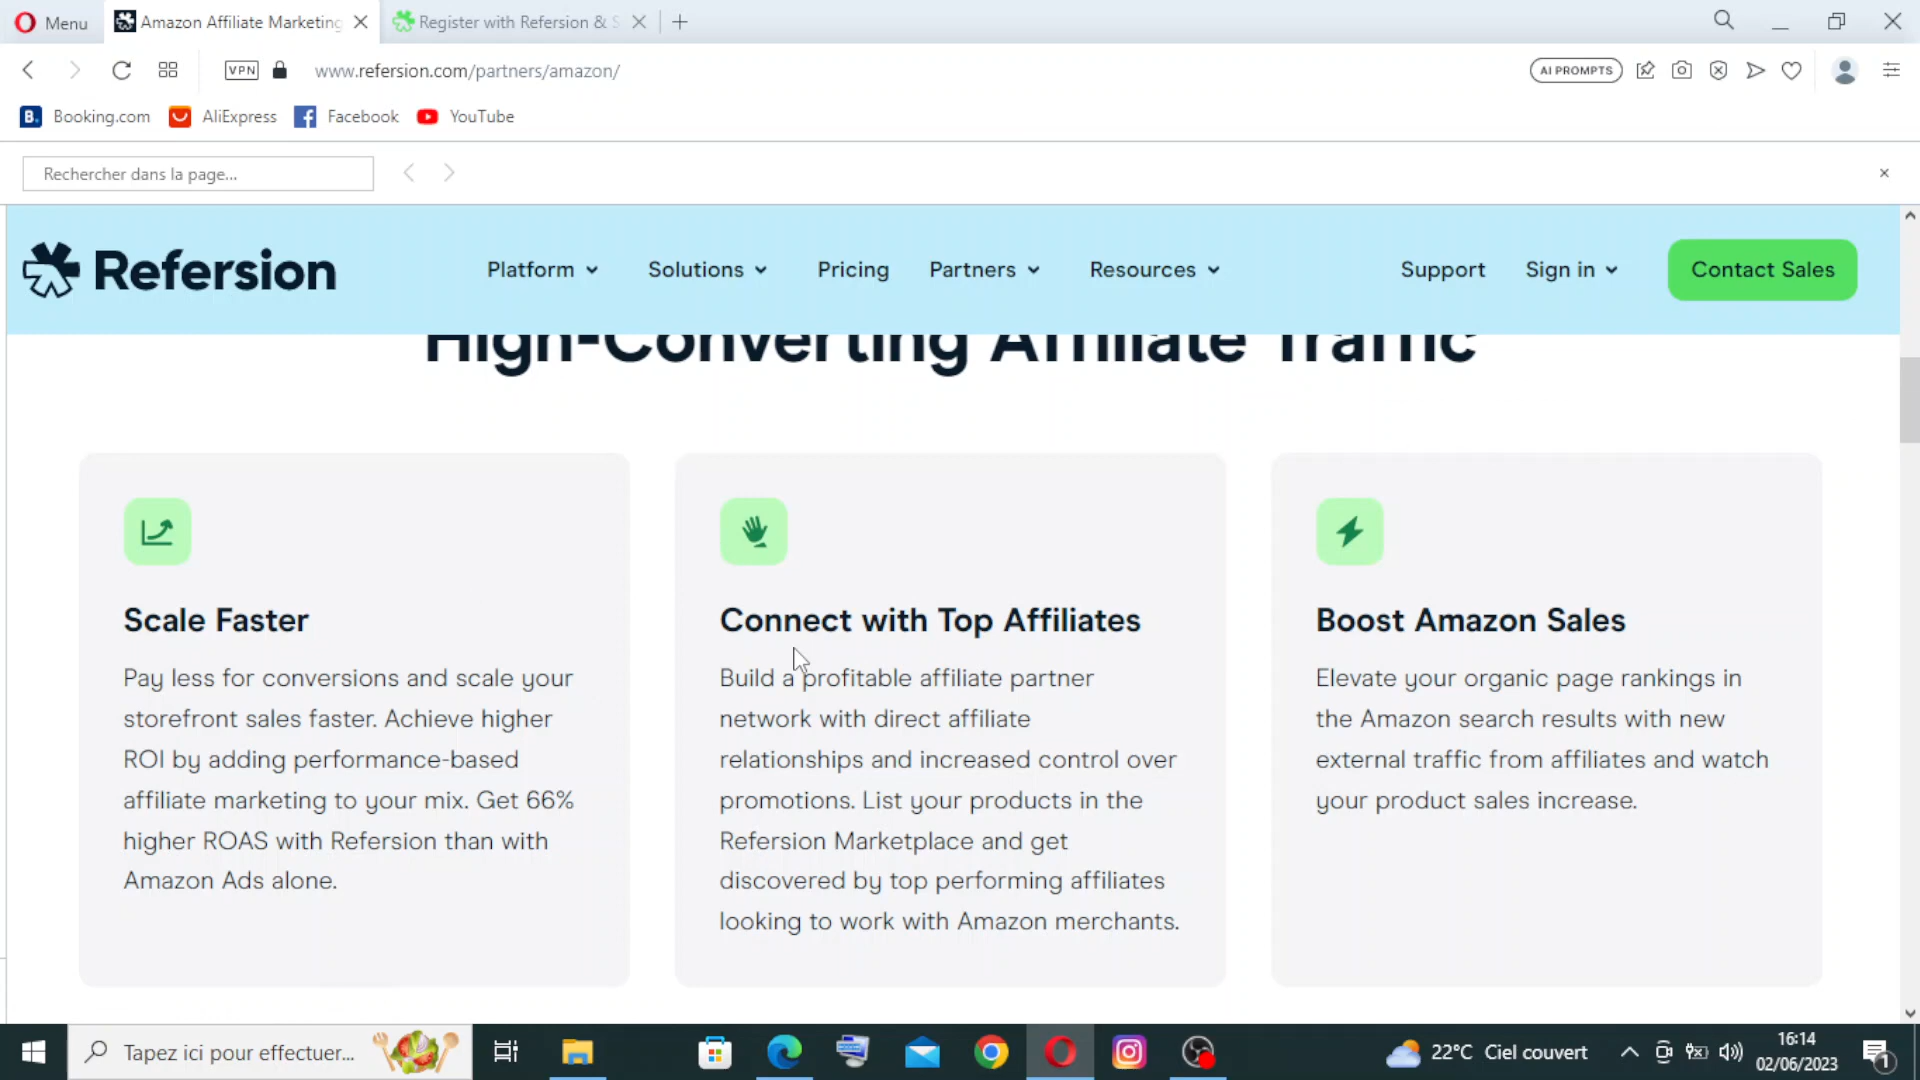 Menu
Amazon Affiliate Marketing
Register with Refersion & S
VPN
www.refersion.com/partners/amazon/
AI PROMPTS
B.
Booking.com
AliExpress
Facebook
YouTube
Rechercher dans la page...
Refersion
Platform
Solutions
Pricing
Partners
Resources
Support
Sign in
Contact Sales
High-Converting Affiliate Traffic
Scale Faster
Pay less for conversions and scale your
storefront sales faster. Achieve higher
ROI by adding performance-based
affiliate marketing to your mix. Get 66%
higher ROAS with Refersion than with
Amazon Ads alone.
Connect with Top Affiliates
Build a profitable affiliate partner
network with direct affiliate
relationships and increased control over
promotions. List your products in the
Refersion Marketplace and get
discovered by top performing affiliates
looking to work with Amazon merchants.
Boost Amazon Sales
Elevate your organic page rankings in
the Amazon search results with new
external traffic from affiliates and watch
your product sales increase.
Tapez ici pour effectuer...
22°C Ciel couvert
16:14
02/06/2023
1